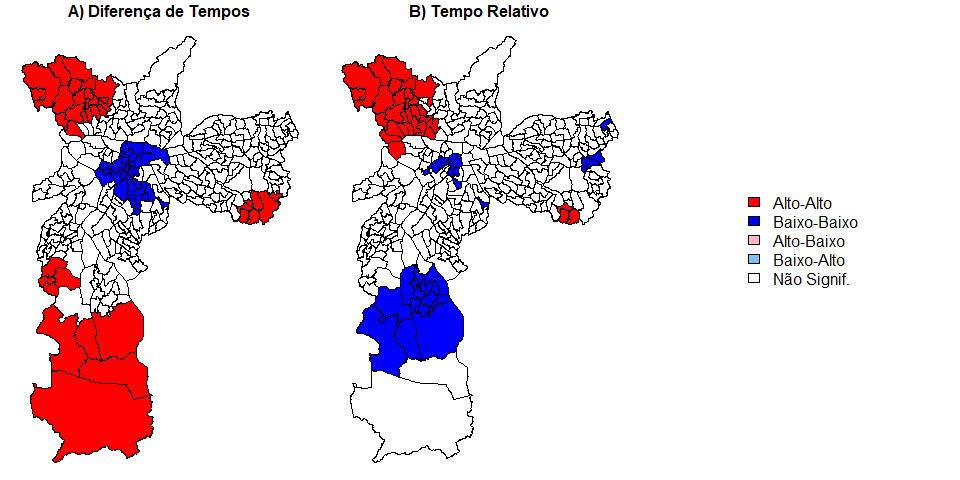 A) Diferença de Tempos
B) Tempo Relativo
Alto-Alto
Baixo-Baixo
Alto-Baixo
Baixo-Alto
Não Signif.